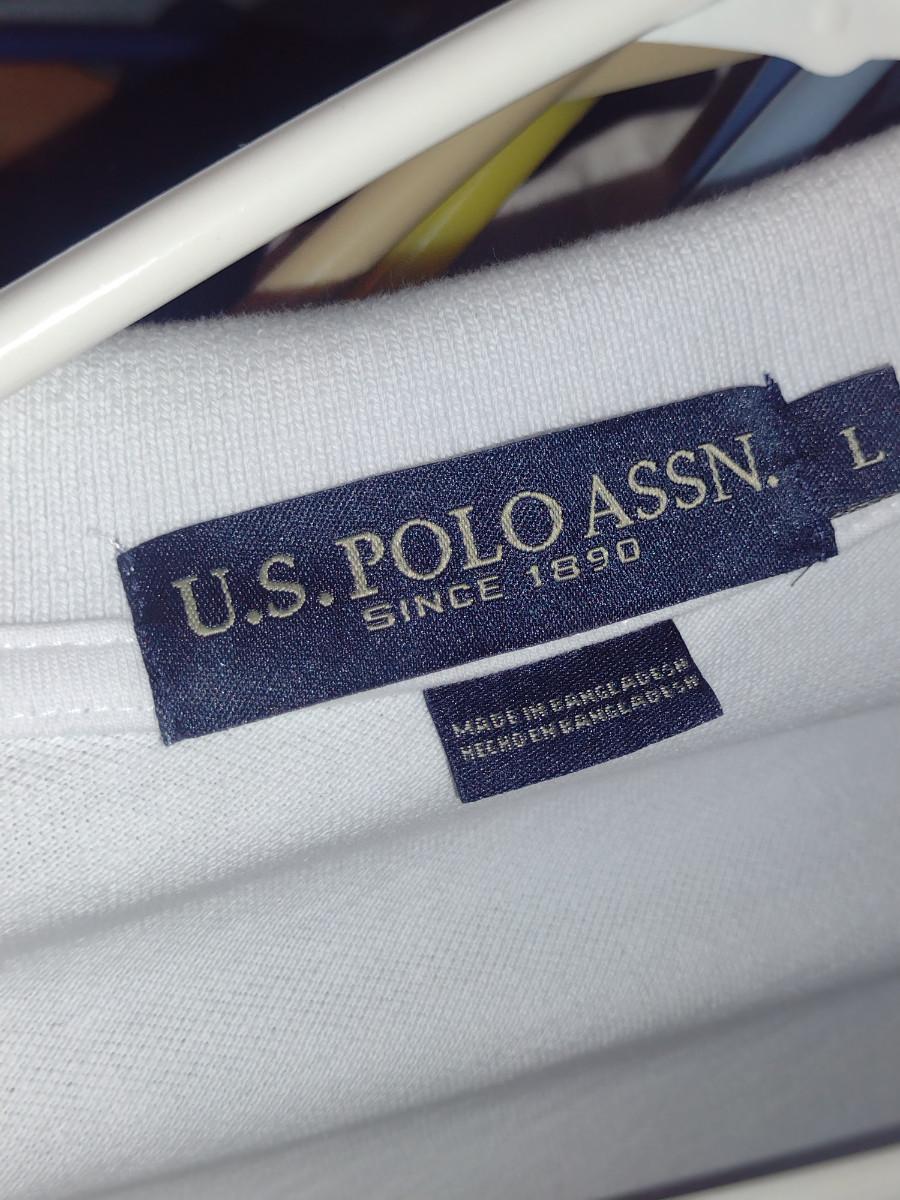 U.S. POLO ASSN.
SINCE 1890
L
MADE IN BANGLADESH
HECHO EN BANGLADESH